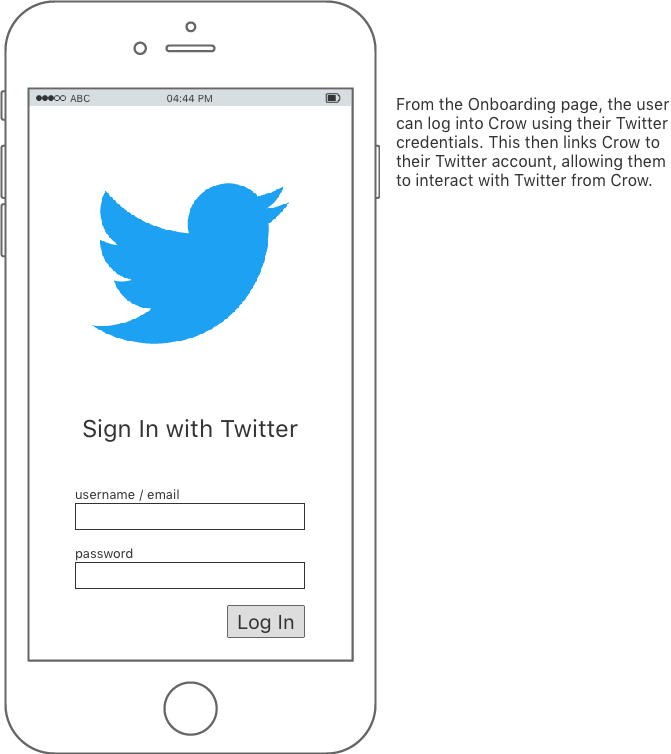 ABC 04:44 PM
From the Onboarding page, the user
can log into Crow using their Twitter
credentials. This then links Crow to
their Twitter account, allowing them
to interact with Twitter from Crow.
Sign In with Twitter
username / email
password
Log In